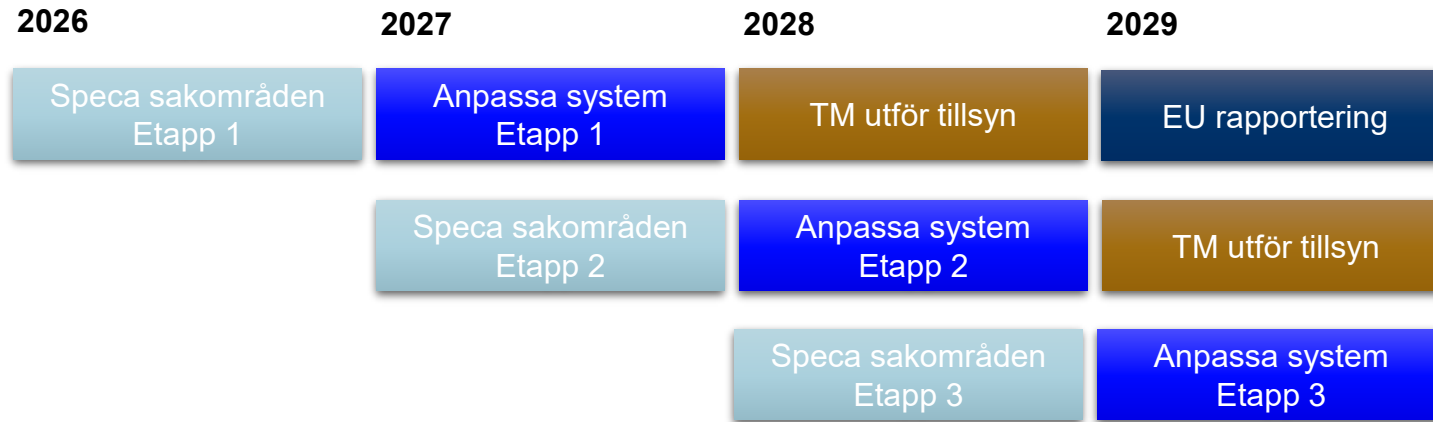 2026
2027
2028
2029
Speca sakområden
Etapp 1
Anpassa system
Etapp 1
TM utför tillsyn
EU rapportering
Speca sakområden
Etapp 2
Anpassa system
Etapp 2
TM utför tillsyn
Speca sakområden
Etapp 3
Anpassa system
Etapp 3